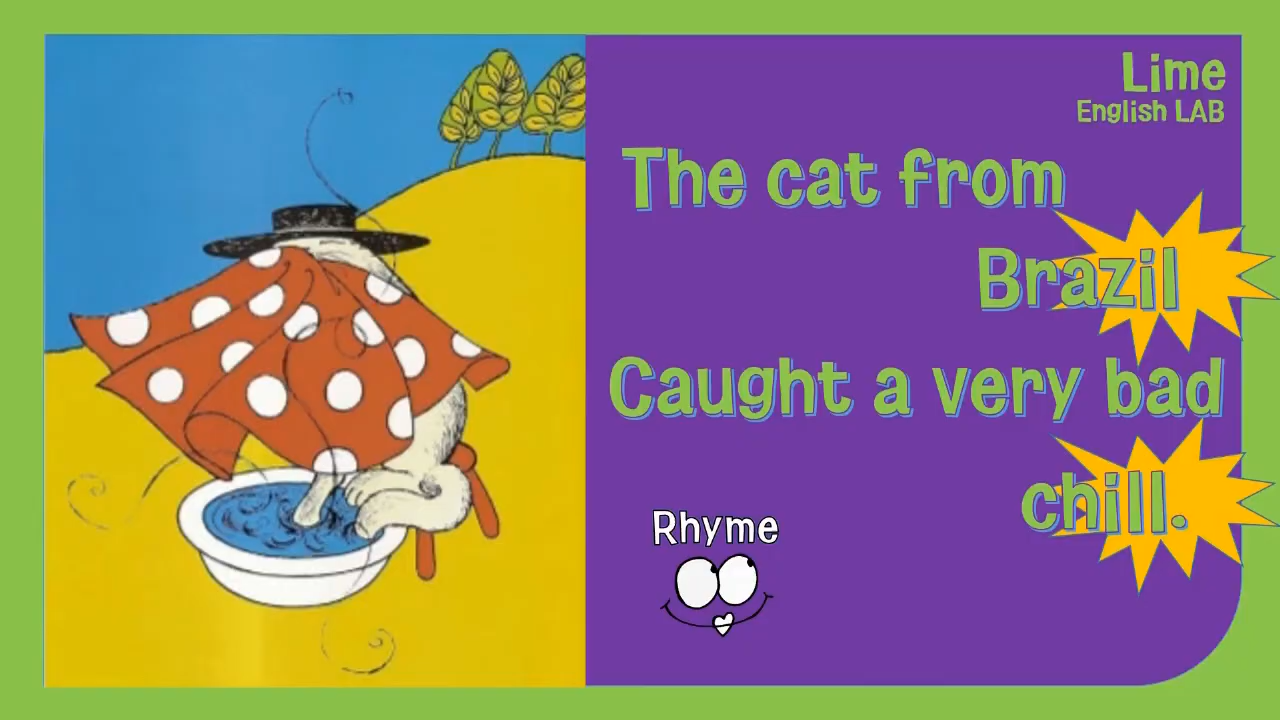 Lime
English LAB
The cat from
Brazil
Caught a very bad
chill.
Rhyme